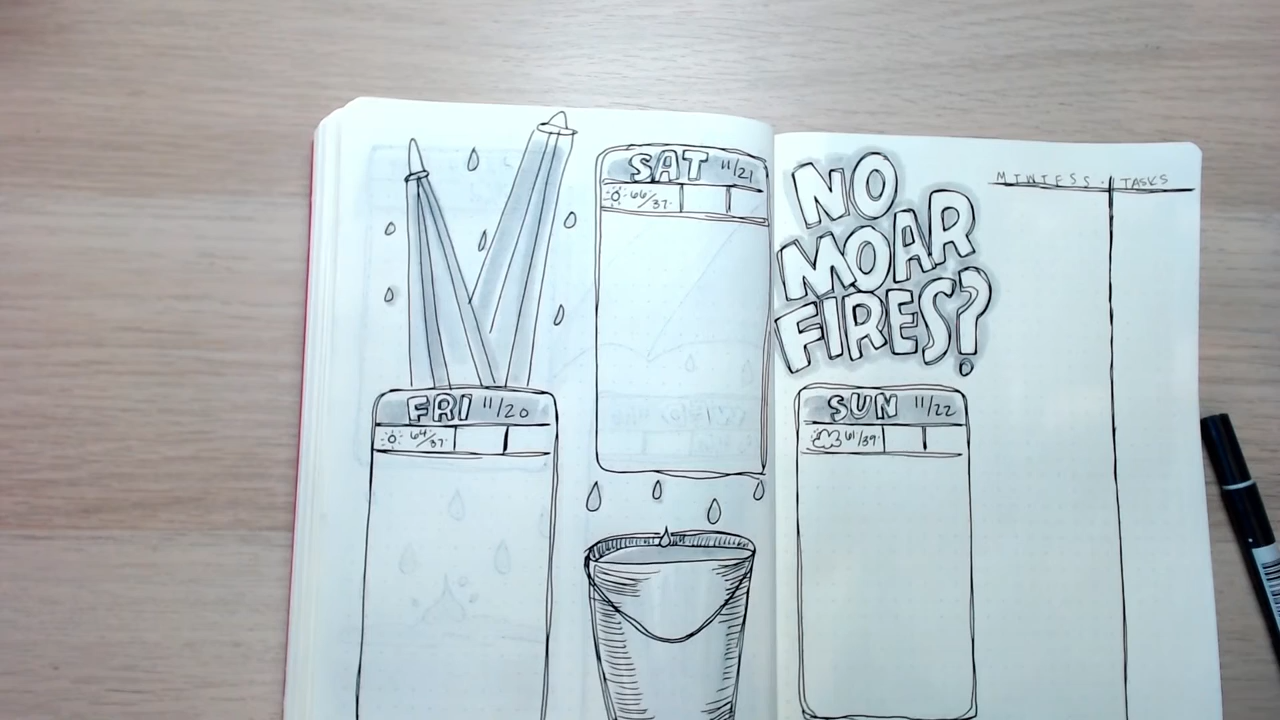 SAT 11/21
66/37°
FRI 11/20
64/37°
NO
MOAR
FIRES?
SUN 11/22
61/39°
M T W T F S S . TASKS